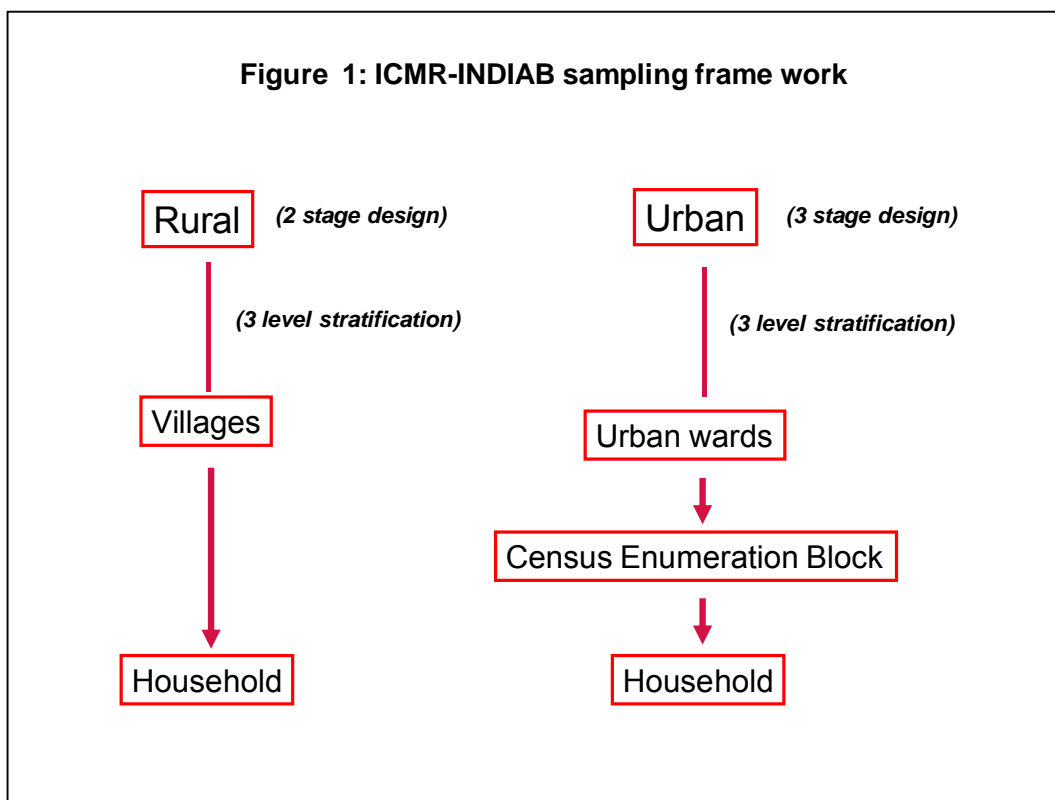 Figure 1: ICMR-INDIAB sampling frame work
Rural
(2 stage design)
(3 level stratification)
Villages
Household
Urban
(3 stage design)
(3 level stratification)
Urban wards
Census Enumeration Block
Household